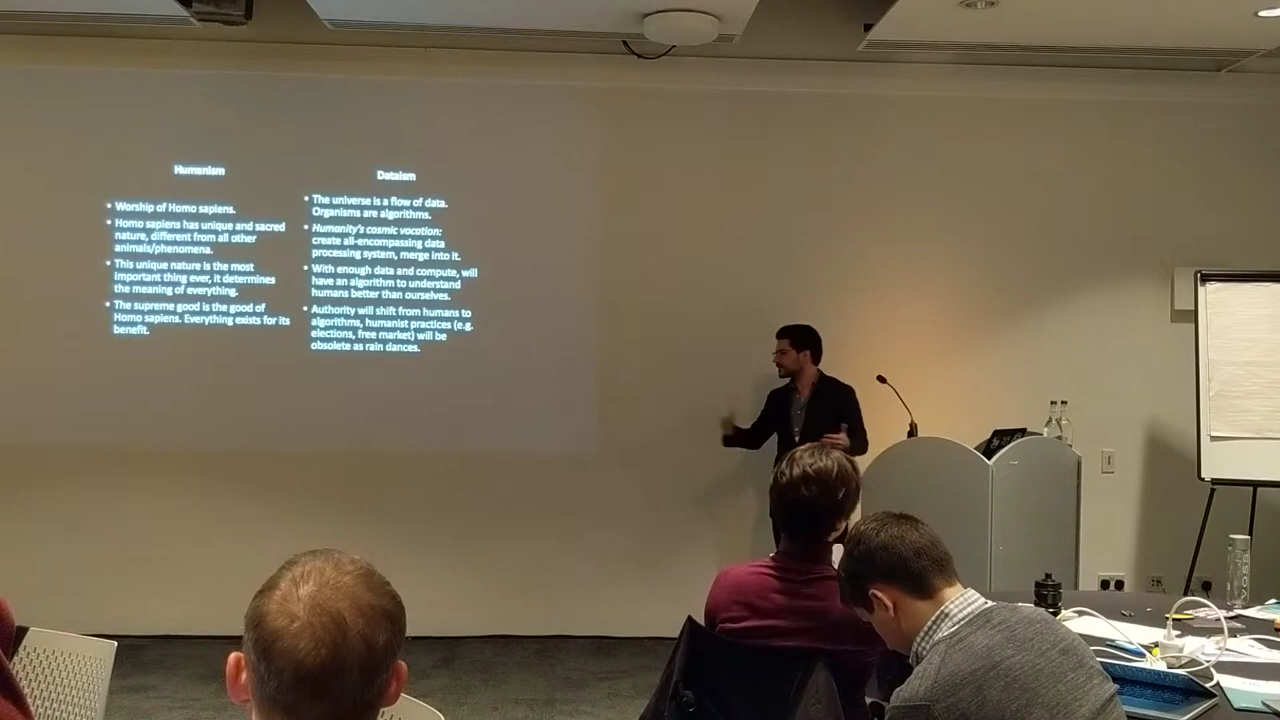 Humanism
• Worship of Homo sapiens.
• Homo sapiens has unique and sacred
nature, different from all other
animals/phenomena.
• This unique nature is the most
important thing ever, it determines
the meaning of everything.
• The supreme good is the good of
Homo sapiens. Everything exists for its
benefit.
Dataism
• The universe is a flow of data.
Organisms are algorithms.
• Humanity's cosmic vocation:
create all-encompassing data
processing system, merge into it.
• With enough data and compute, will
have an algorithm to understand
humans better than ourselves.
• Authority will shift from humans to
algorithms, humanist practices (e.g.
elections, free market) will be
obsolete as rain dances.
VOSS